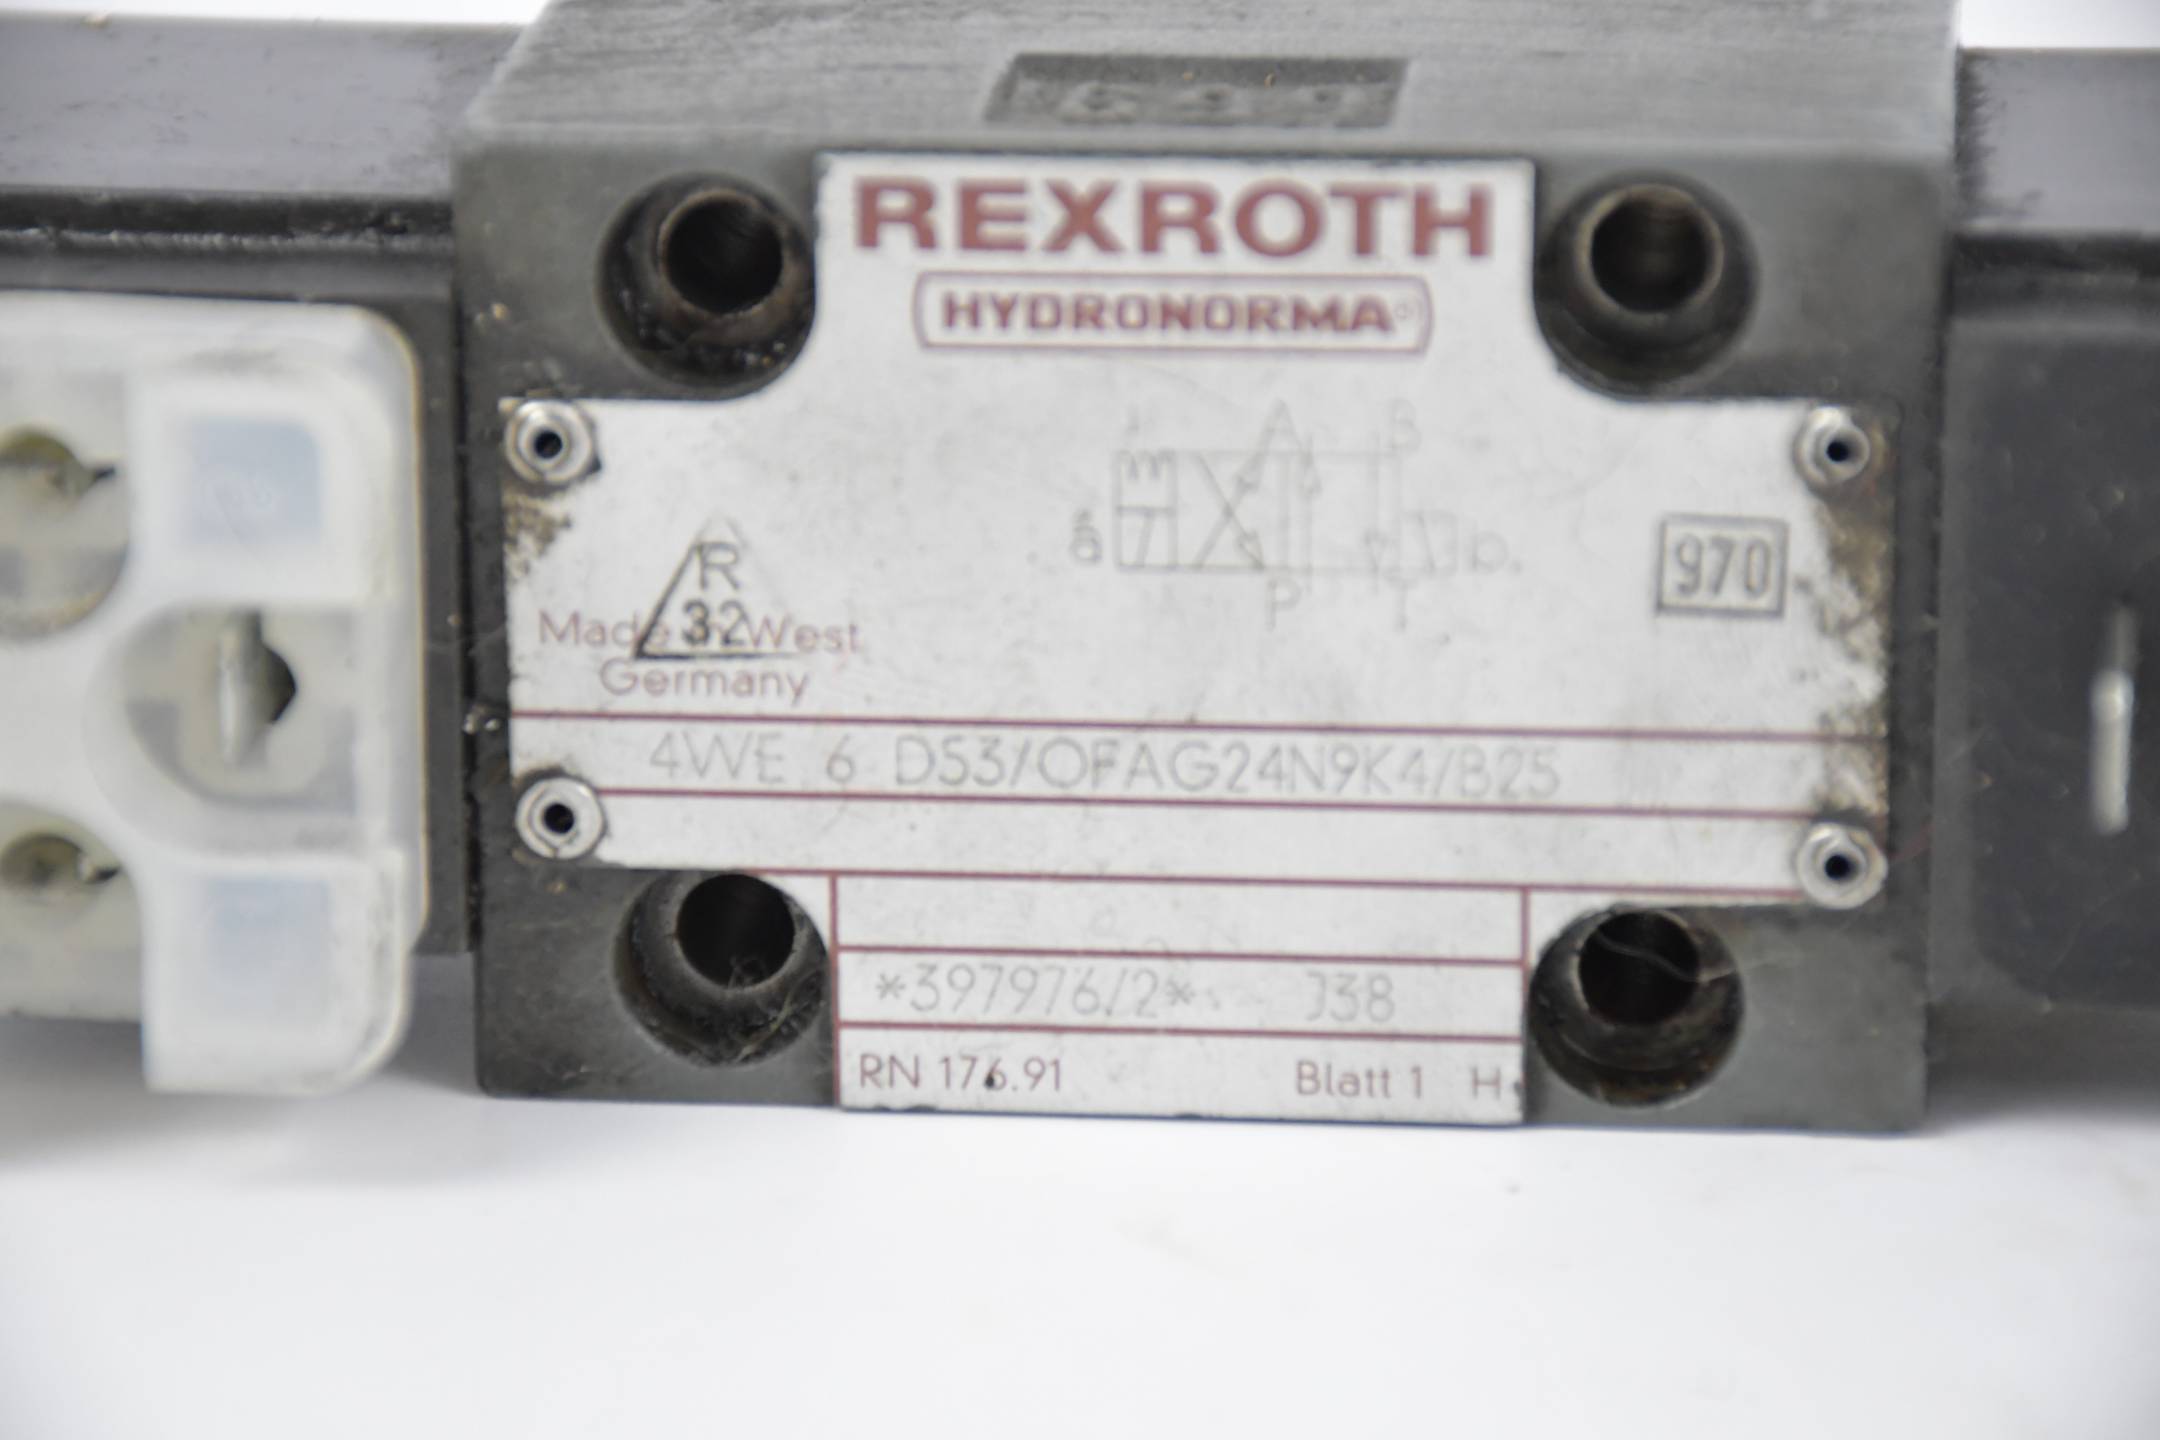 REXROTH
HYDRONORMA
A B
a b
P T
R
32
970
Made in West
Germany
4WE 6 D53/OFAG24N9K4/B25
*397976/2* J38
RN 176.91 Blatt 1 H